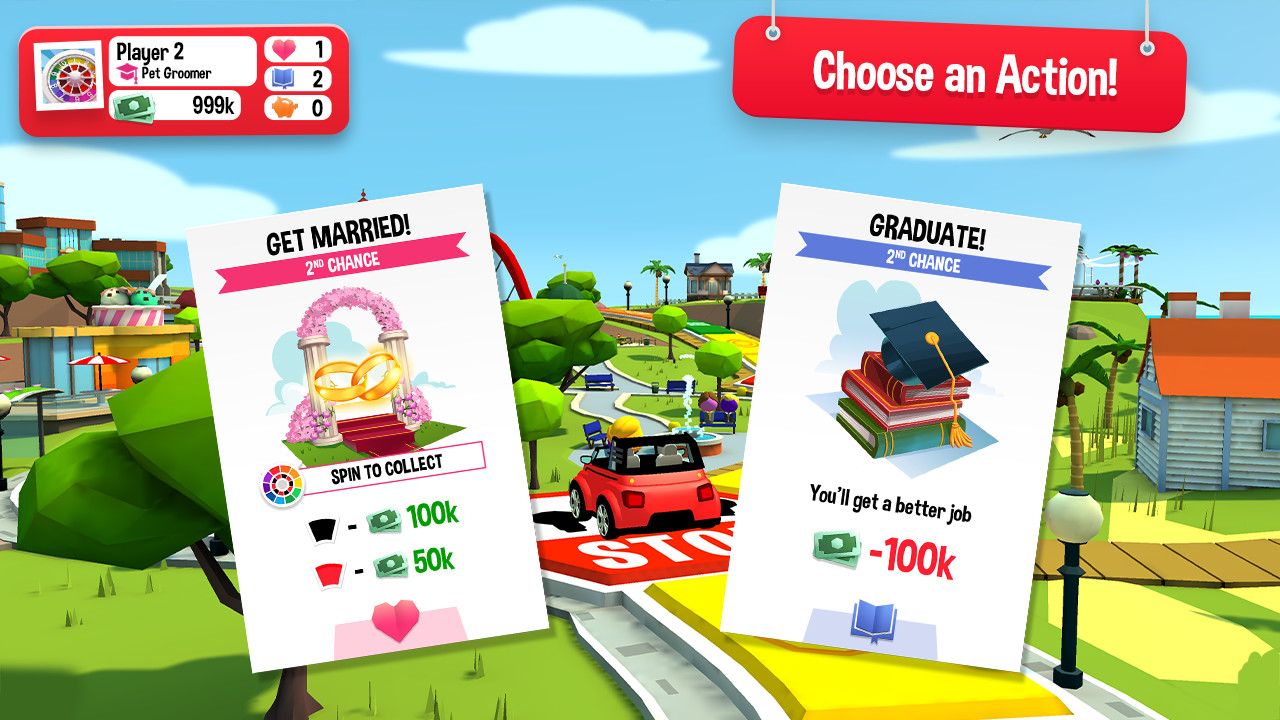 Player 2
Pet Groomer
999k
1
2
0
Choose an Action!
GET MARRIED!
2ND CHANCE
SPIN TO COLLECT
- 100k
- 50k
GRADUATE!
2ND CHANCE
You'll get a better job
-100k
STO